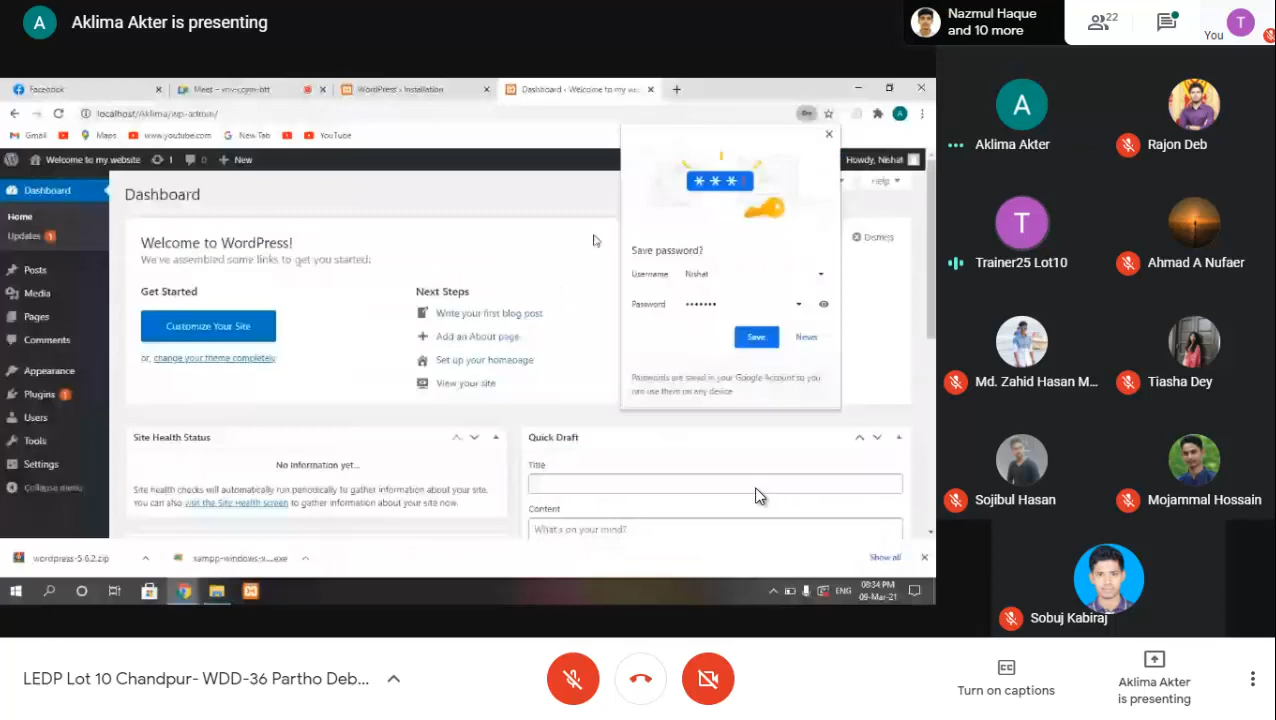 A Aklima Akter is presenting
Nazmul Haque
and 10 more
22
You T
Facebook
WordPress › Installation
Dashboard ‹ Welcome to my we
localhost/Aklima/wp-admin/
A
Gmail Maps www.youtube.com New Tab YouTube
Welcome to my website 1 0 New
Howdy, Nishat
Dashboard
Help
Dashboard
Home
Updates 1
Posts
Media
Pages
Comments
Appearance
Plugins 1
Users
Tools
Settings
Collapse menu
Welcome to WordPress!
We've assembled some links to get you started:
Dismiss
Get Started
Customize Your Site
or, change your theme completely
Next Steps
Write your first blog post
Add an About page
Set up your homepage
View your site
Save password?
Username Nishat
Password •••••••
Save Never
Passwords are saved in your Google Account so you
can use them on any device
Site Health Status
No information yet...
Site health checks will automatically run periodically to gather information about your site.
You can also visit the Site Health screen to gather information about your site now.
Quick Draft
Title
Content
What's on your mind?
wordpress-5.6.2.zip
xampp-windows-x....exe
Show all
ENG
08:34 PM
09-Mar-21
A
Aklima Akter
Rajon Deb
T
Trainer25 Lot10
Ahmad A Nufaer
Md. Zahid Hasan M...
Tiasha Dey
Sojibul Hasan
Mojammal Hossain
Sobuj Kabiraj
LEDP Lot 10 Chandpur- WDD-36 Partho Deb...
CC
Turn on captions
Aklima Akter
is presenting